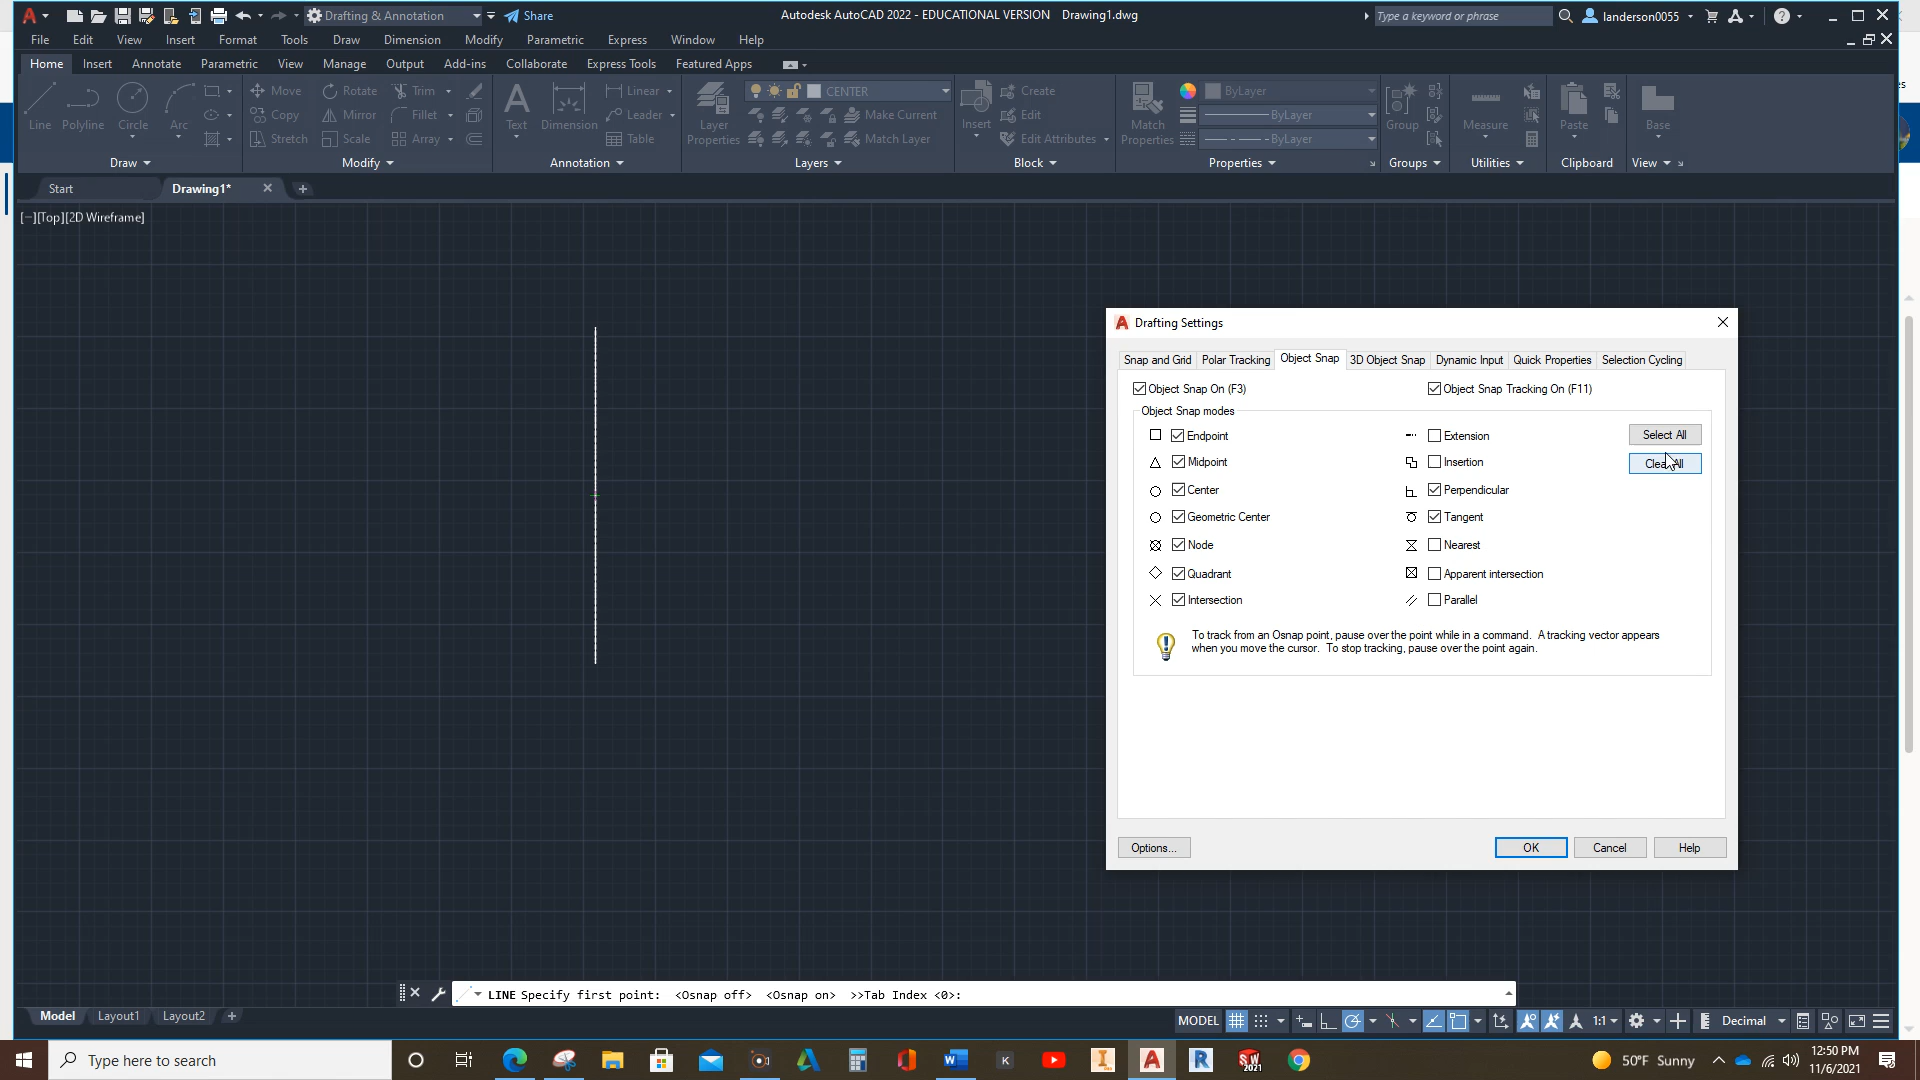 Drafting & Annotation
Share
Autodesk AutoCAD 2022 - EDUCATIONAL VERSION Drawing1.dwg
Type a keyword or phrase
landerson0055
File Edit View Insert Format Tools Draw Dimension Modify Parametric Express Window Help
Home Insert Annotate Parametric View Manage Output Add-ins Collaborate Express Tools Featured Apps
Line Polyline Circle Arc
Move Rotate Trim
Copy Mirror Fillet
Stretch Scale Array
Text Dimension
Linear
Leader
Table
Layer Properties
CENTER
Make Current
Match Layer
Insert
Create
Edit
Edit Attributes
Match Properties
ByLayer
ByLayer
ByLayer
Group Measure Paste Base
Draw Modify Annotation Layers Block Properties Groups Utilities Clipboard View
Start Drawing1*
[−][Top][2D Wireframe]
Drafting Settings
Snap and Grid Polar Tracking Object Snap 3D Object Snap Dynamic Input Quick Properties Selection Cycling
Object Snap On (F3) Object Snap Tracking On (F11)
Object Snap modes
Endpoint Extension Select All
Midpoint Insertion
Center Perpendicular
Geometric Center Tangent
Node Nearest
Quadrant Apparent intersection
Intersection Parallel
To track from an Osnap point, pause over the point while in a command. A tracking vector appears
when you move the cursor. To stop tracking, pause over the point again.
Options... OK Cancel Help
LINE Specify first point: <Osnap off> <Osnap on> >>Tab Index <0>:
Model Layout1 Layout2
MODEL 1:1 Decimal
Type here to search
50°F Sunny
12:50 PM
11/6/2021